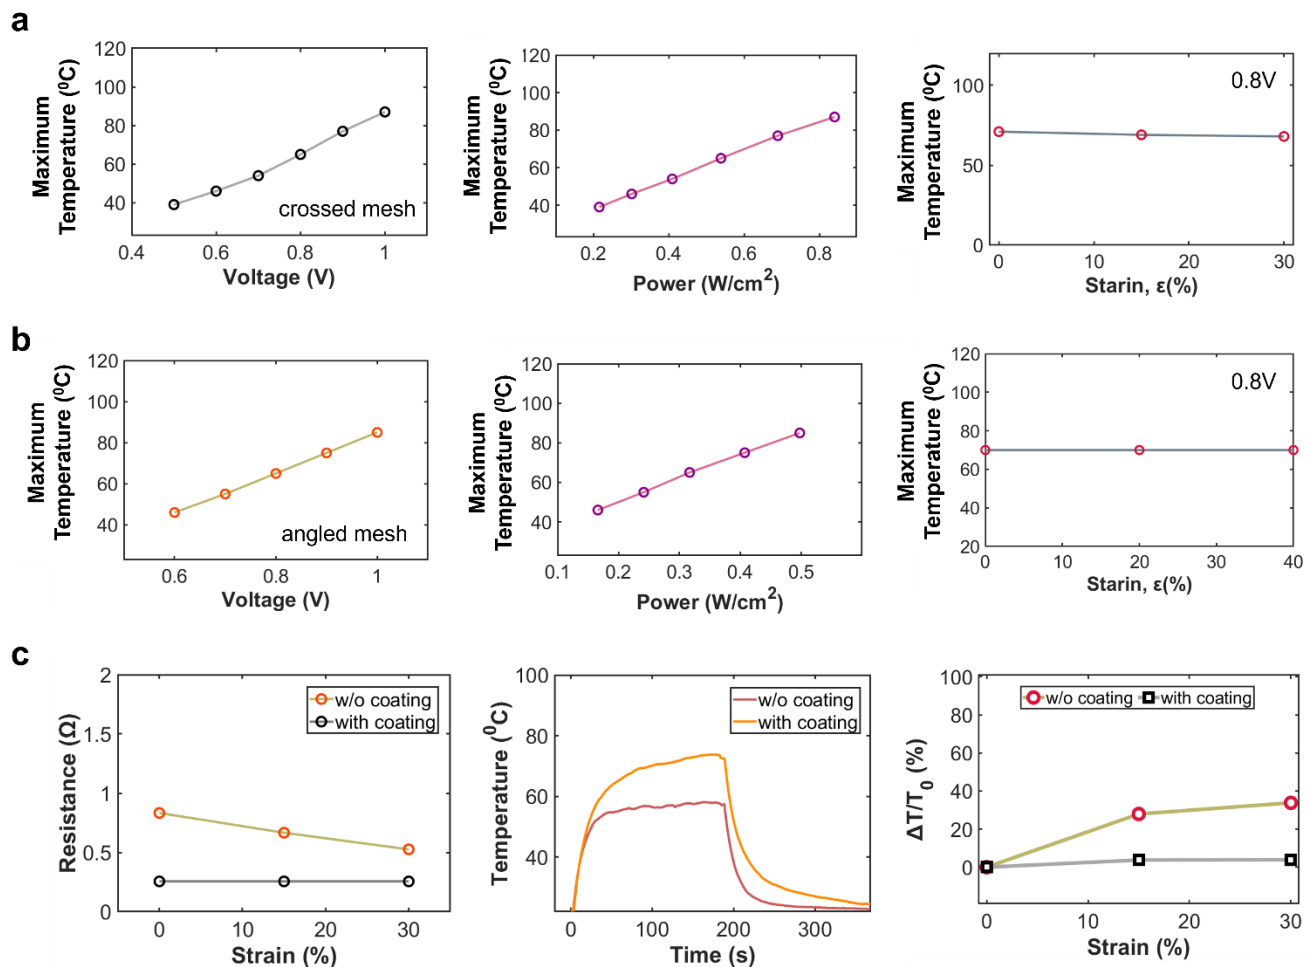 a
Maximum
Temperature (⁰C)
120
100
80
60
40
0.4
0.6
0.8
1
crossed mesh
Voltage (V)
Maximum
Temperature (⁰C)
120
100
80
60
40
0.2
0.4
0.6
0.8
Power (W/cm²)
Maximum
Temperature (⁰C)
100
50
0
0
10
20
30
0.8V
Starin, ε(%)
b
Maximum
Temperature (⁰C)
120
100
80
60
40
0.6
0.8
1
angled mesh
Voltage (V)
Maximum
Temperature (⁰C)
120
100
80
60
40
0.1
0.2
0.3
0.4
0.5
Power (W/cm²)
Maximum
Temperature (⁰C)
120
100
80
60
40
20
0
10
20
30
40
0.8V
Starin, ε(%)
c
Resistance (Ω)
2
1.5
1
0.5
0
0
10
20
30
w/o coating
with coating
Strain (%)
Temperature (⁰C)
100
80
60
40
0
100
200
300
w/o coating
with coating
Time (s)
ΔT/T₀ (%)
100
80
60
40
20
0
0
10
20
30
w/o coating
with coating
Strain (%)